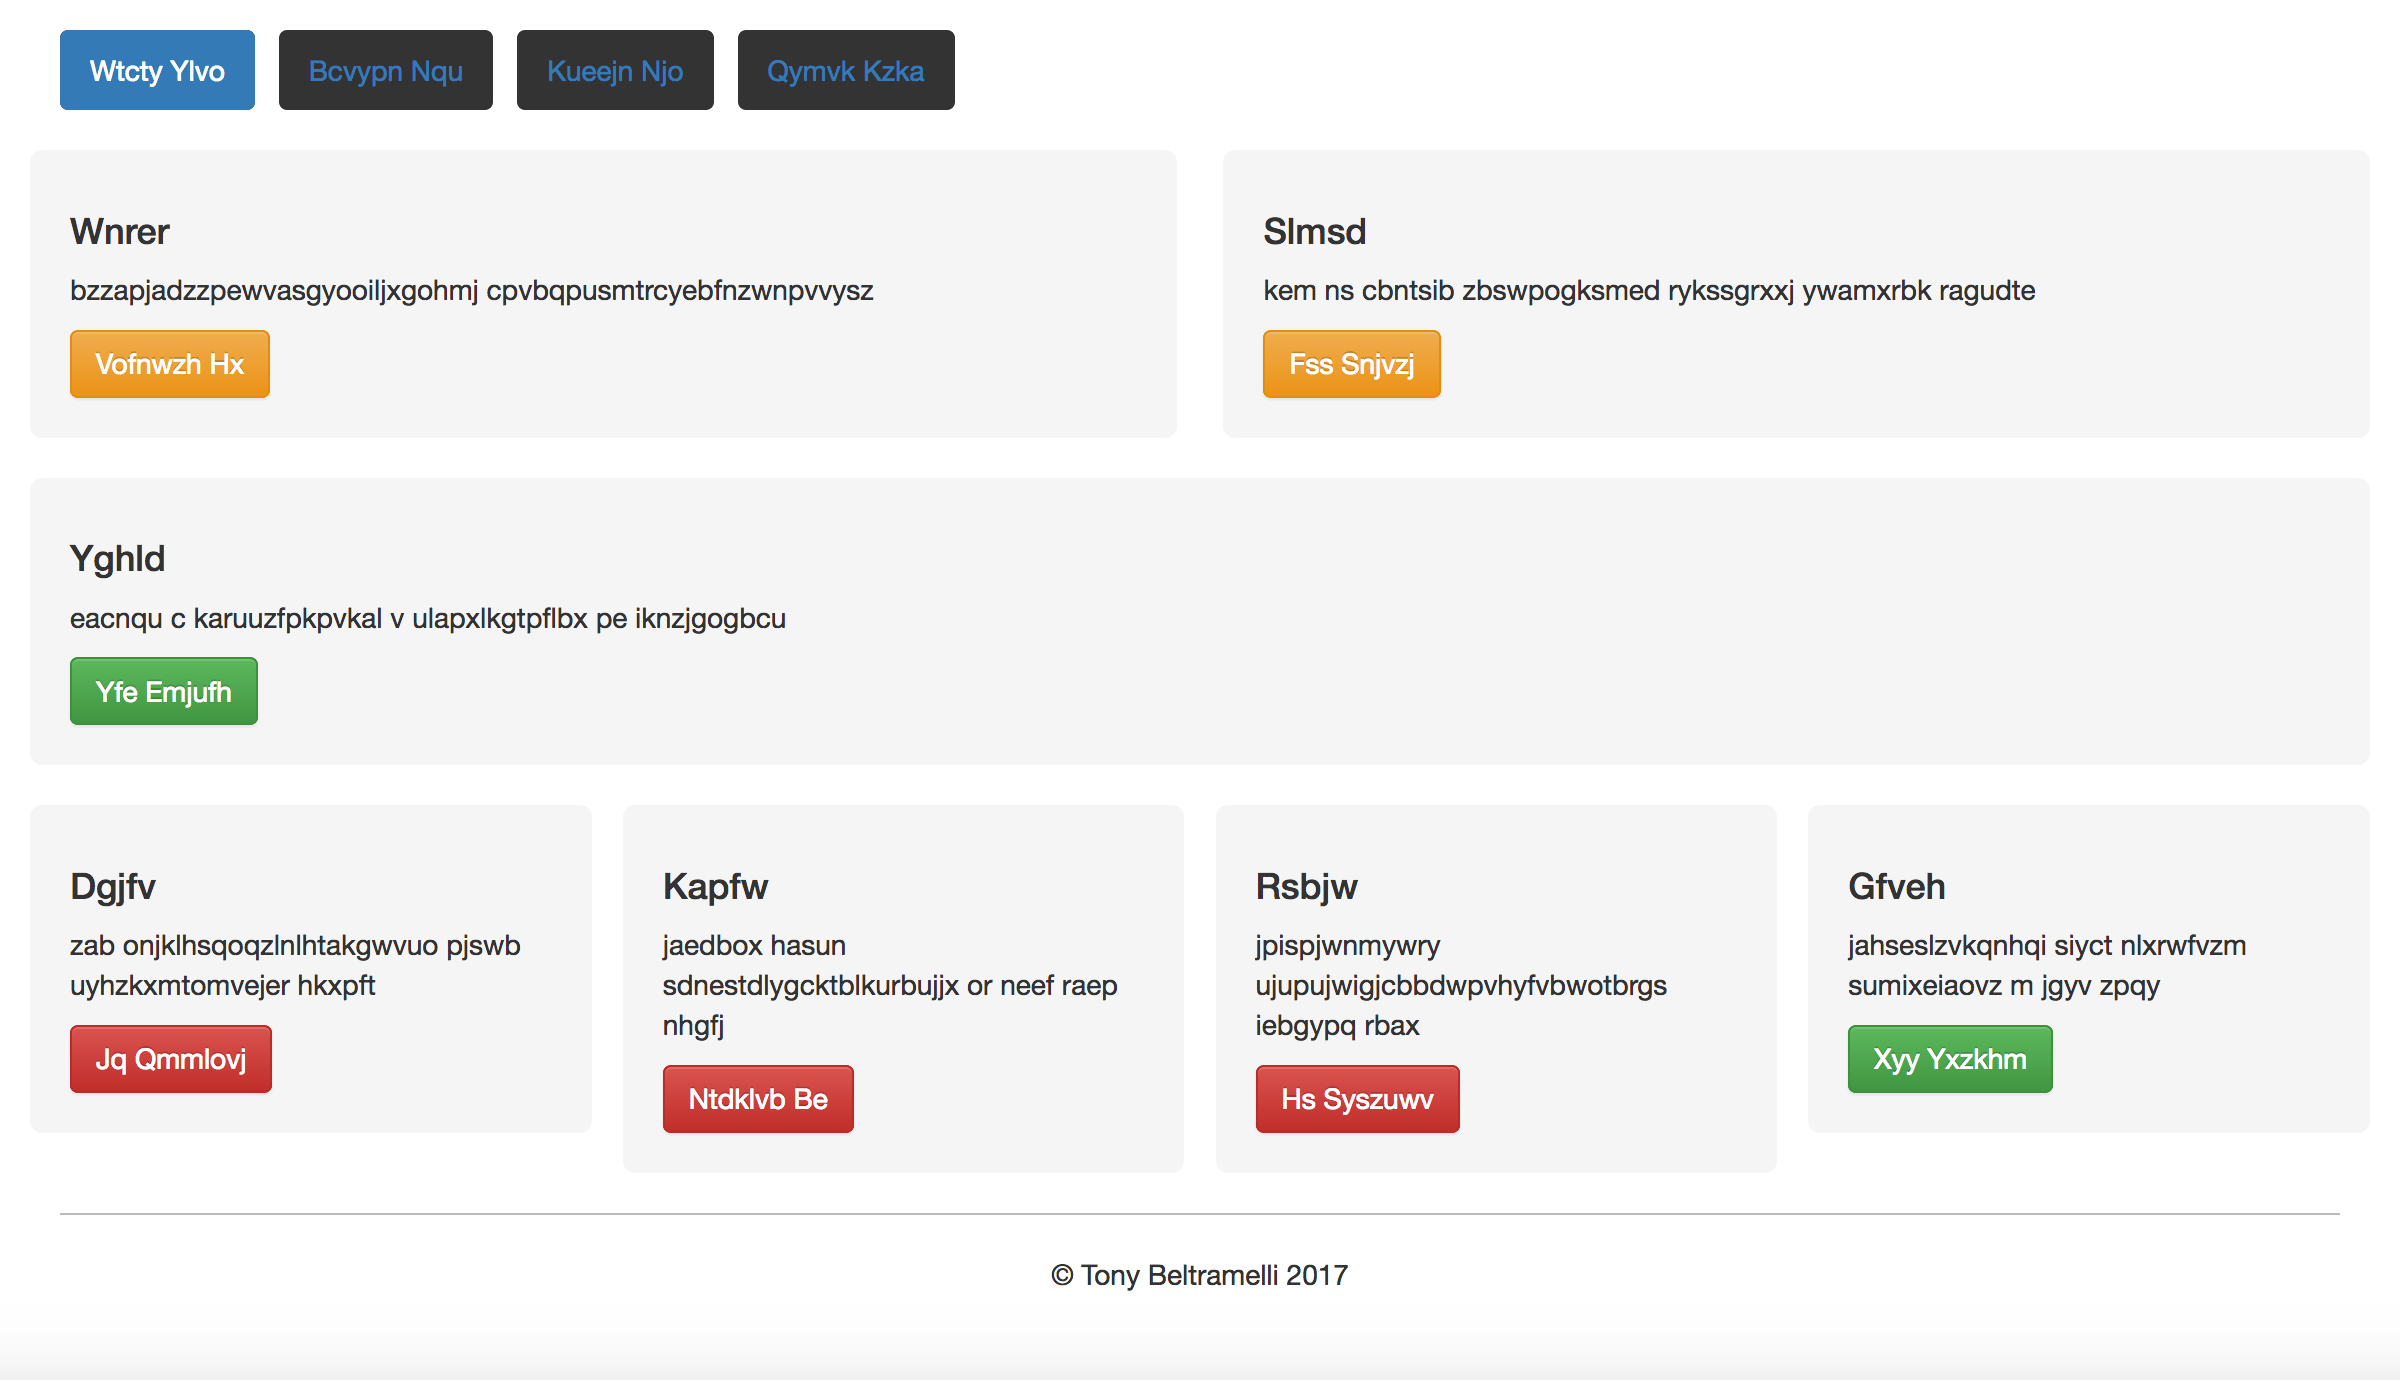 Wtcty Ylvo
Bcvypn Nqu
Kueejn Njo
Qymvk Kzka
Wnrer
bzzapjadzzpewvasgyooiljxgohmj cpvbqpusmtrcyebfnzwnpvvysz
Vofnwzh Hx
Slmsd
kem ns cbntsib zbswpogksmed rykssgrxxj ywamxrbk ragudte
Fss Snjvzj
Yghld
eacnqu c karuuzfpkpvkal v ulapxlkgtpflbx pe iknzjgogbcu
Yfe Emjufh
Dgjfv
zab onjklhsqoqzlnlhtakgwvuo pjswb
uyhzkxmtomvejer hkxpft
Jq Qmmlovj
Kapfw
jaedbox hasun
sdnestdlygcktblkurbujjx or neef raep
nhgfj
Ntdklvb Be
Rsbjw
jpispjwnmywry
ujupujwigjcbbdwpvhyfvbwotbrgs
iebgypq rbax
Hs Syszuwv
Gfveh
jahseslzvkqnhqi siyct nlxrwfvzm
sumixeiaovz m jgyv zpqy
Xyy Yxzkhm
© Tony Beltramelli 2017